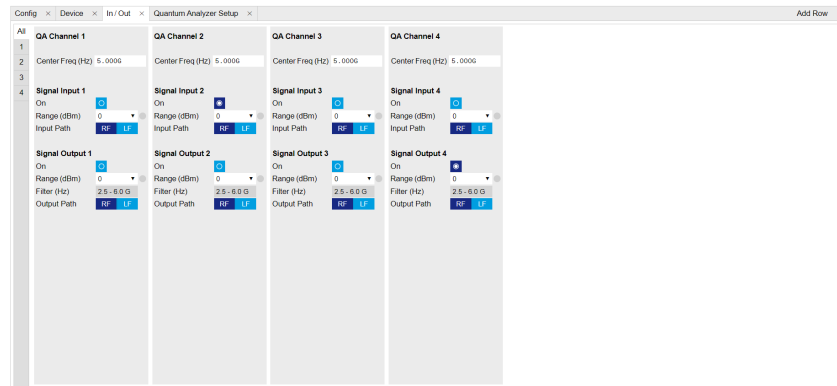 Config × Device × In / Out × Quantum Analyzer Setup × Add Row
All
1
2
3
4
QA Channel 1 QA Channel 2 QA Channel 3 QA Channel 4
Center Freq (Hz) 5.000G Center Freq (Hz) 5.000G Center Freq (Hz) 5.000G Center Freq (Hz) 5.000G
Signal Input 1 Signal Input 2 Signal Input 3 Signal Input 4
On On On On
Range (dBm) 0 Range (dBm) 0 Range (dBm) 0 Range (dBm) 0
Input Path RF LF Input Path RF LF Input Path RF LF Input Path RF LF
Signal Output 1 Signal Output 2 Signal Output 3 Signal Output 4
On On On On
Range (dBm) 0 Range (dBm) 0 Range (dBm) 0 Range (dBm) 0
Filter (Hz) 2.5 - 6.0 G Filter (Hz) 2.5 - 6.0 G Filter (Hz) 2.5 - 6.0 G Filter (Hz) 2.5 - 6.0 G
Output Path RF LF Output Path RF LF Output Path RF LF Output Path RF LF